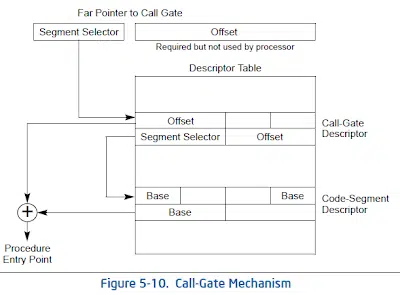 Far Pointer to Call Gate
Segment Selector
Offset
Required but not used by processor
Descriptor Table
Offset
Segment Selector
Offset
Call-Gate
Descriptor
Base
Base
Base
Code-Segment
Descriptor
+
Procedure
Entry Point
Figure 5-10. Call-Gate Mechanism